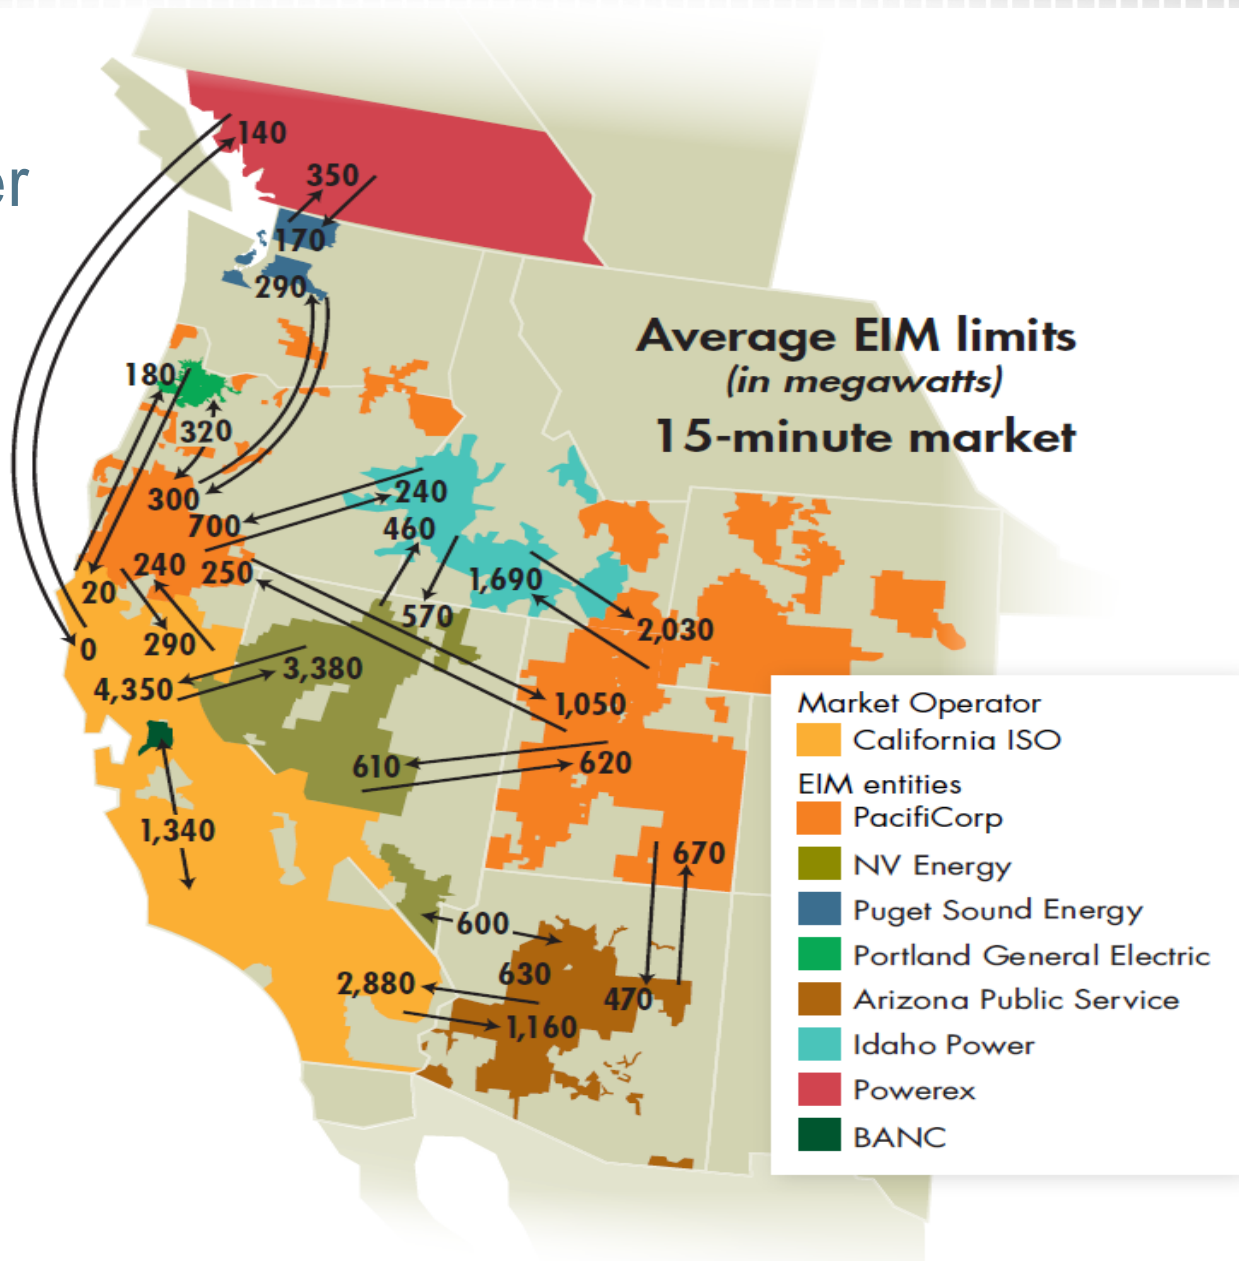 er
140
350
170
290
Average EIM limits
(in megawatts)
15-minute market
180
320
300
240
700
460
240
250
1,690
20
570
2,030
290
0
3,380
4,350
1,050
610
620
1,340
670
600
630
2,880
470
1,160
Market Operator
California ISO
EIM entities
PacifiCorp
NV Energy
Puget Sound Energy
Portland General Electric
Arizona Public Service
Idaho Power
Powerex
BANC